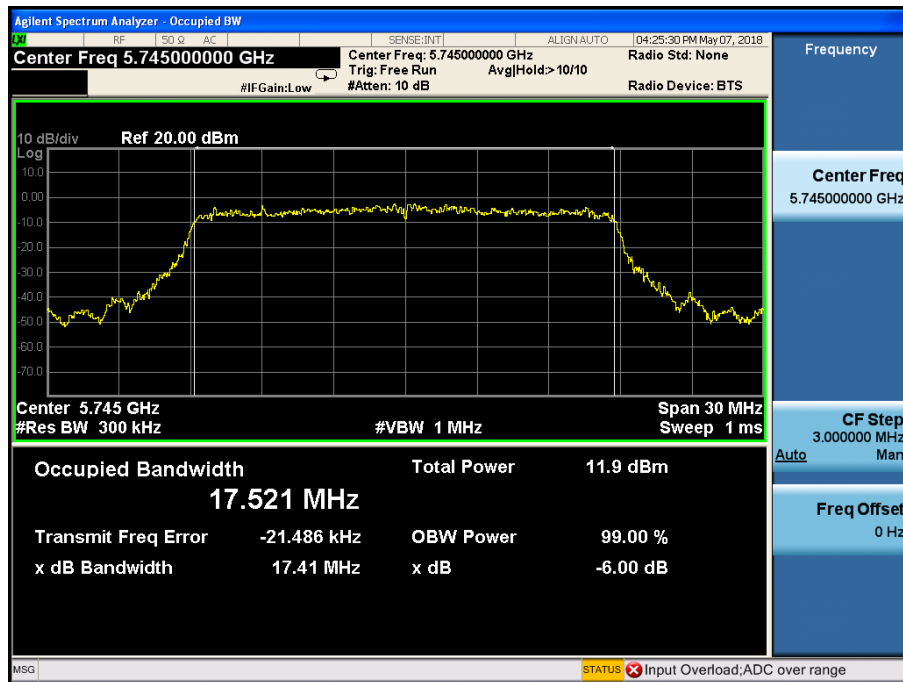 Agilent Spectrum Analyzer - Occupied BW
LXI RF 50 Ω AC SENSE:INT ALIGN AUTO 04:25:30 PM May 07, 2018
Center Freq 5.745000000 GHz
Center Freq: 5.745000000 GHz Radio Std: None
Trig: Free Run Avg|Hold:>10/10
#IFGain:Low #Atten: 10 dB Radio Device: BTS
10 dB/div Ref 20.00 dBm
Log
10.0
0.00
-10.0
-20.0
-30.0
-40.0
-50.0
-60.0
-70.0
Center 5.745 GHz Span 30 MHz
#Res BW 300 kHz #VBW 1 MHz Sweep 1 ms
Occupied Bandwidth Total Power 11.9 dBm
17.521 MHz
Transmit Freq Error -21.486 kHz OBW Power 99.00 %
x dB Bandwidth 17.41 MHz x dB -6.00 dB
Frequency
Center Freq
5.745000000 GHz
CF Step
3.000000 MHz
Auto Man
Freq Offset
0 Hz
MSG STATUS Input Overload;ADC over range